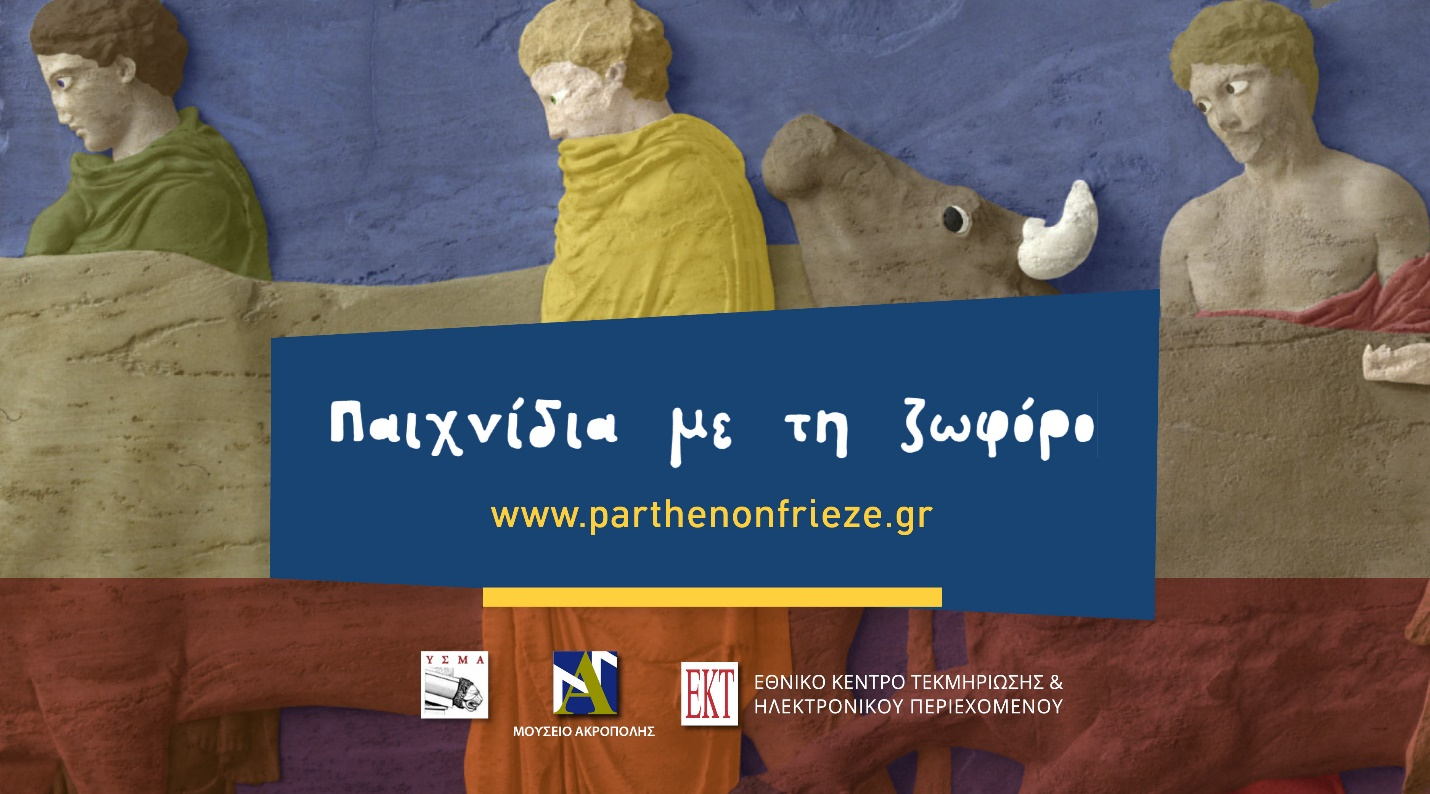 Παιχνίδια με τη ζωφόρο
www.parthenonfrieze.gr
ΥΣΜΑ
ΜΟΥΣΕΙΟ ΑΚΡΟΠΟΛΗΣ
ΕΚΤ
ΕΘΝΙΚΟ ΚΕΝΤΡΟ ΤΕΚΜΗΡΙΩΣΗΣ &
ΗΛΕΚΤΡΟΝΙΚΟΥ ΠΕΡΙΕΧΟΜΕΝΟΥ